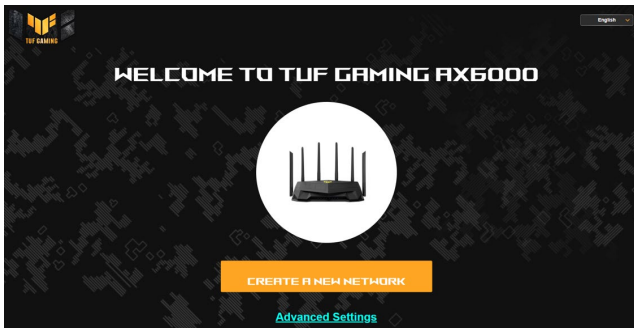 TUF GAMING
English
WELCOME TO TUF GAMING AX6000
CREATE A NEW NETWORK
Advanced Settings